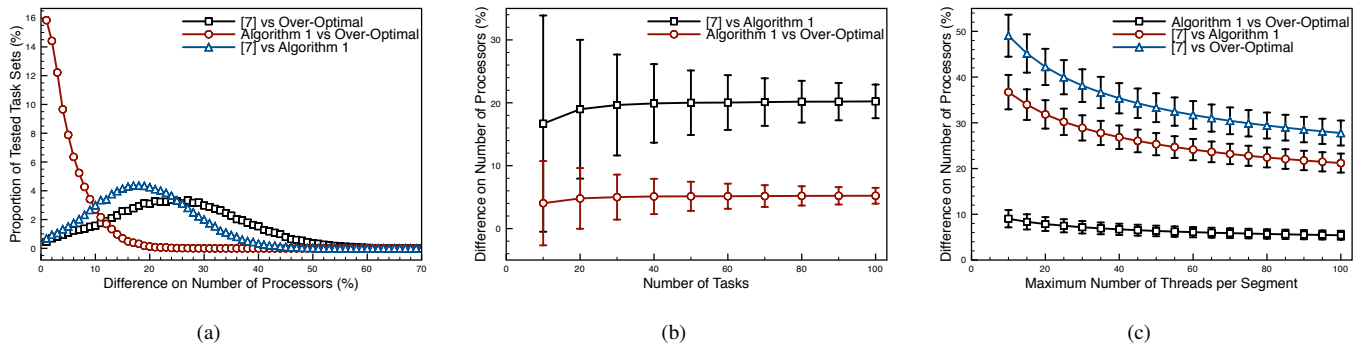 Proportion of Tested Task Sets (%)
16
14
12
10
8
6
4
2
0
[7] vs Over-Optimal
Algorithm 1 vs Over-Optimal
[7] vs Algorithm 1
0 10 20 30 40 50 60 70
Difference on Number of Processors (%)
(a)
Difference on Number of Processors (%)
30
20
10
0
[7] vs Algorithm 1
Algorithm 1 vs Over-Optimal
20 40 60 80 100
Number of Tasks
(b)
Difference on Number of Processors (%)
50
40
30
20
10
0
Algorithm 1 vs Over-Optimal
[7] vs Algorithm 1
[7] vs Over-Optimal
20 40 60 80 100
Maximum Number of Threads per Segment
(c)